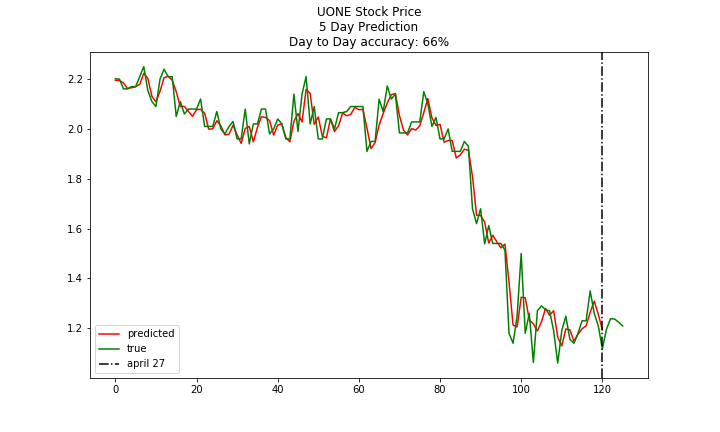 UONE Stock Price
5 Day Prediction
Day to Day accuracy: 66%
2.2
2.0
1.8
1.6
1.4
1.2
predicted
true
april 27
0 20 40 60 80 100 120